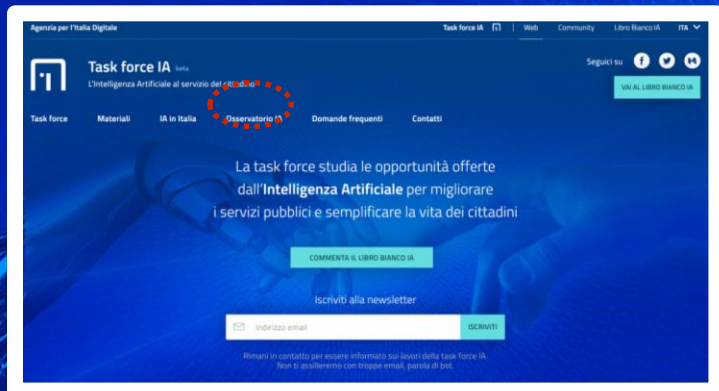 Agenzia per l'Italia Digitale
Task force IA | Web Community Libro Bianco IA ITA
Task force IA beta
L'Intelligenza Artificiale al servizio del cittadino
Seguici su
VAI AL LIBRO BIANCO IA
Task force Materiali IA in Italia Osservatorio IA Domande frequenti Contatti
La task force studia le opportunità offerte
dall'Intelligenza Artificiale per migliorare
i servizi pubblici e semplificare la vita dei cittadini
COMMENTA IL LIBRO BIANCO IA
Iscriviti alla newsletter
indirizzo email ISCRIVITI
Rimani in contatto per essere informato sui lavori della task force IA.
Non ti assilleremo con troppe email, parola di bot.